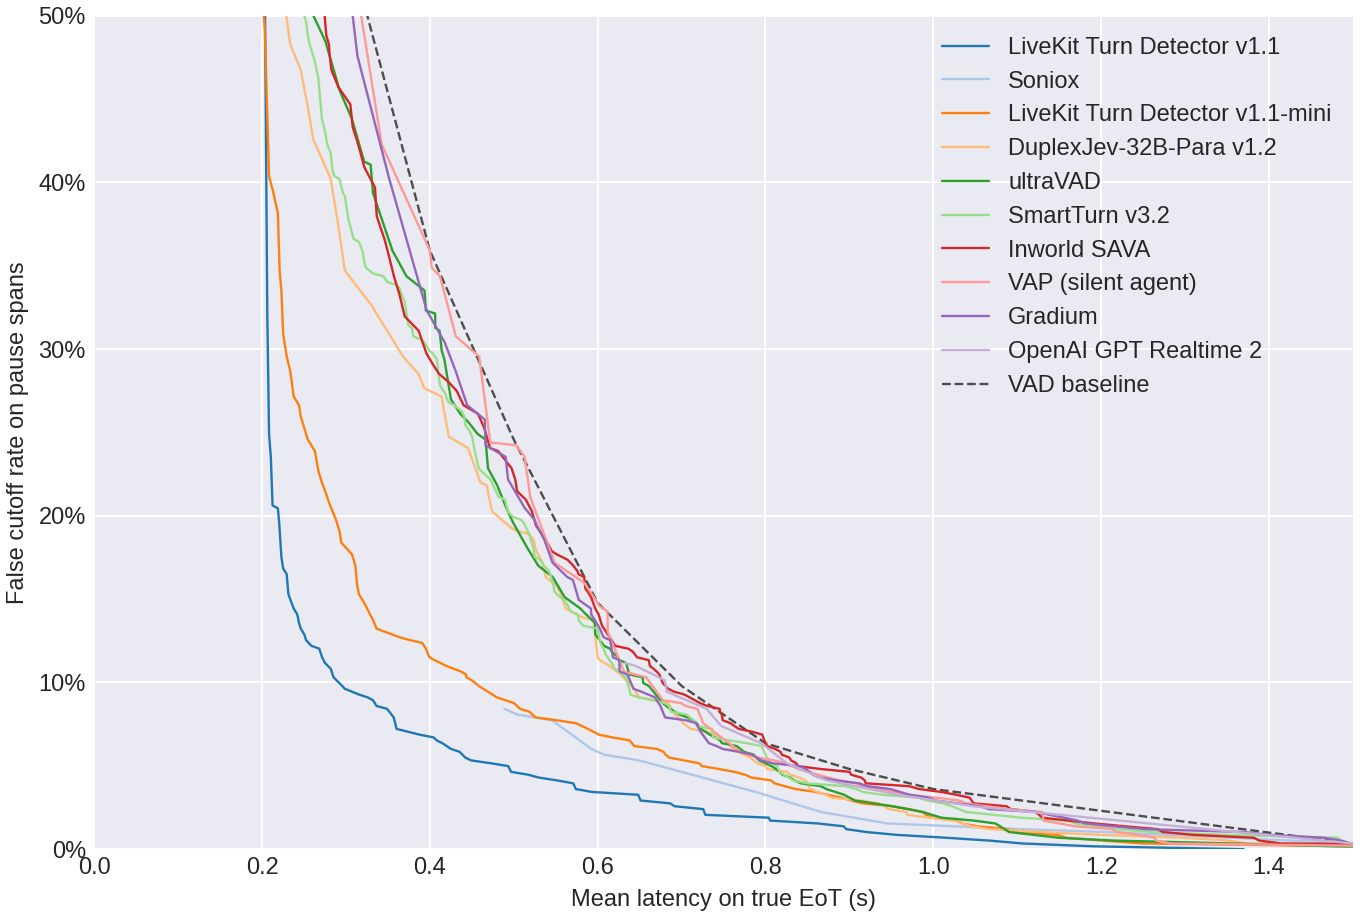 50%
40%
30%
20%
10%
0%
False cutoff rate on pause spans
LiveKit Turn Detector v1.1
Soniox
LiveKit Turn Detector v1.1-mini
DuplexJev-32B-Para v1.2
ultraVAD
SmartTurn v3.2
Inworld SAVA
VAP (silent agent)
Gradium
OpenAI GPT Realtime 2
VAD baseline
0.0 0.2 0.4 0.6 0.8 1.0 1.2 1.4
Mean latency on true EoT (s)